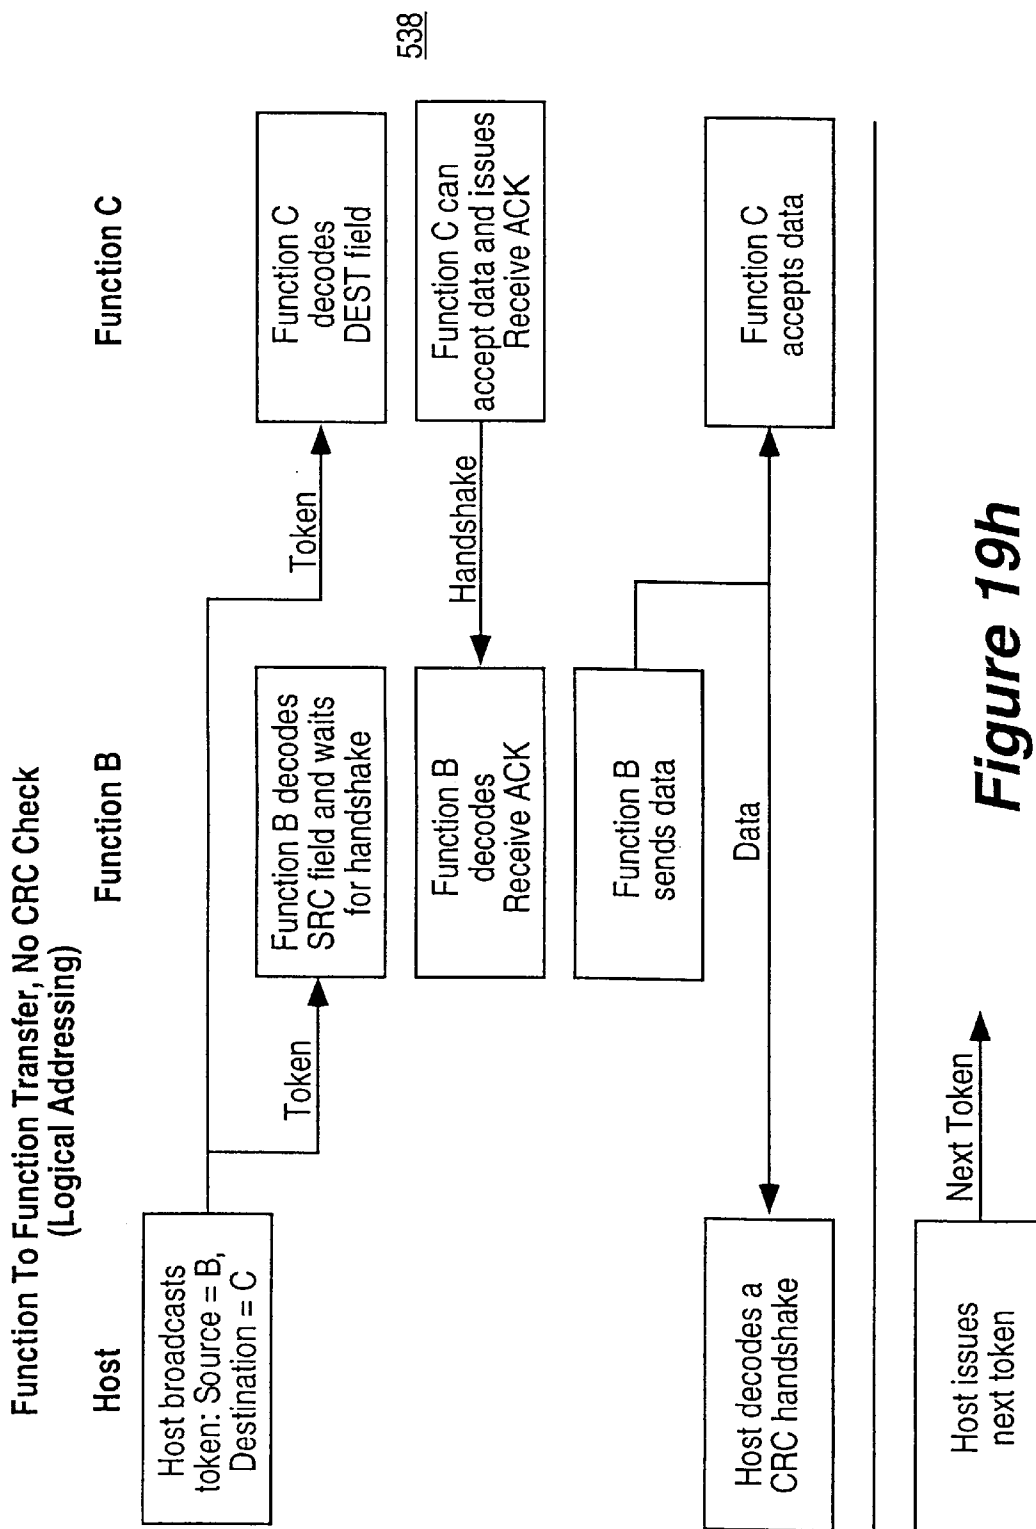 Function To Function Transfer, No CRC Check
(Logical Addressing)
Host
Function B
Function C
Host broadcasts
token: Source = B,
Destination = C
Token
Token
Function B decodes
SRC field and waits
for handshake
Function C
decodes
DEST field
538
Function B
decodes
Receive ACK
Handshake
Function C can
accept data and issues
Receive ACK
Function B
sends data
Host decodes a
CRC handshake
Data
Function C
accepts data
Host issues
next token
Next Token
Figure 19h